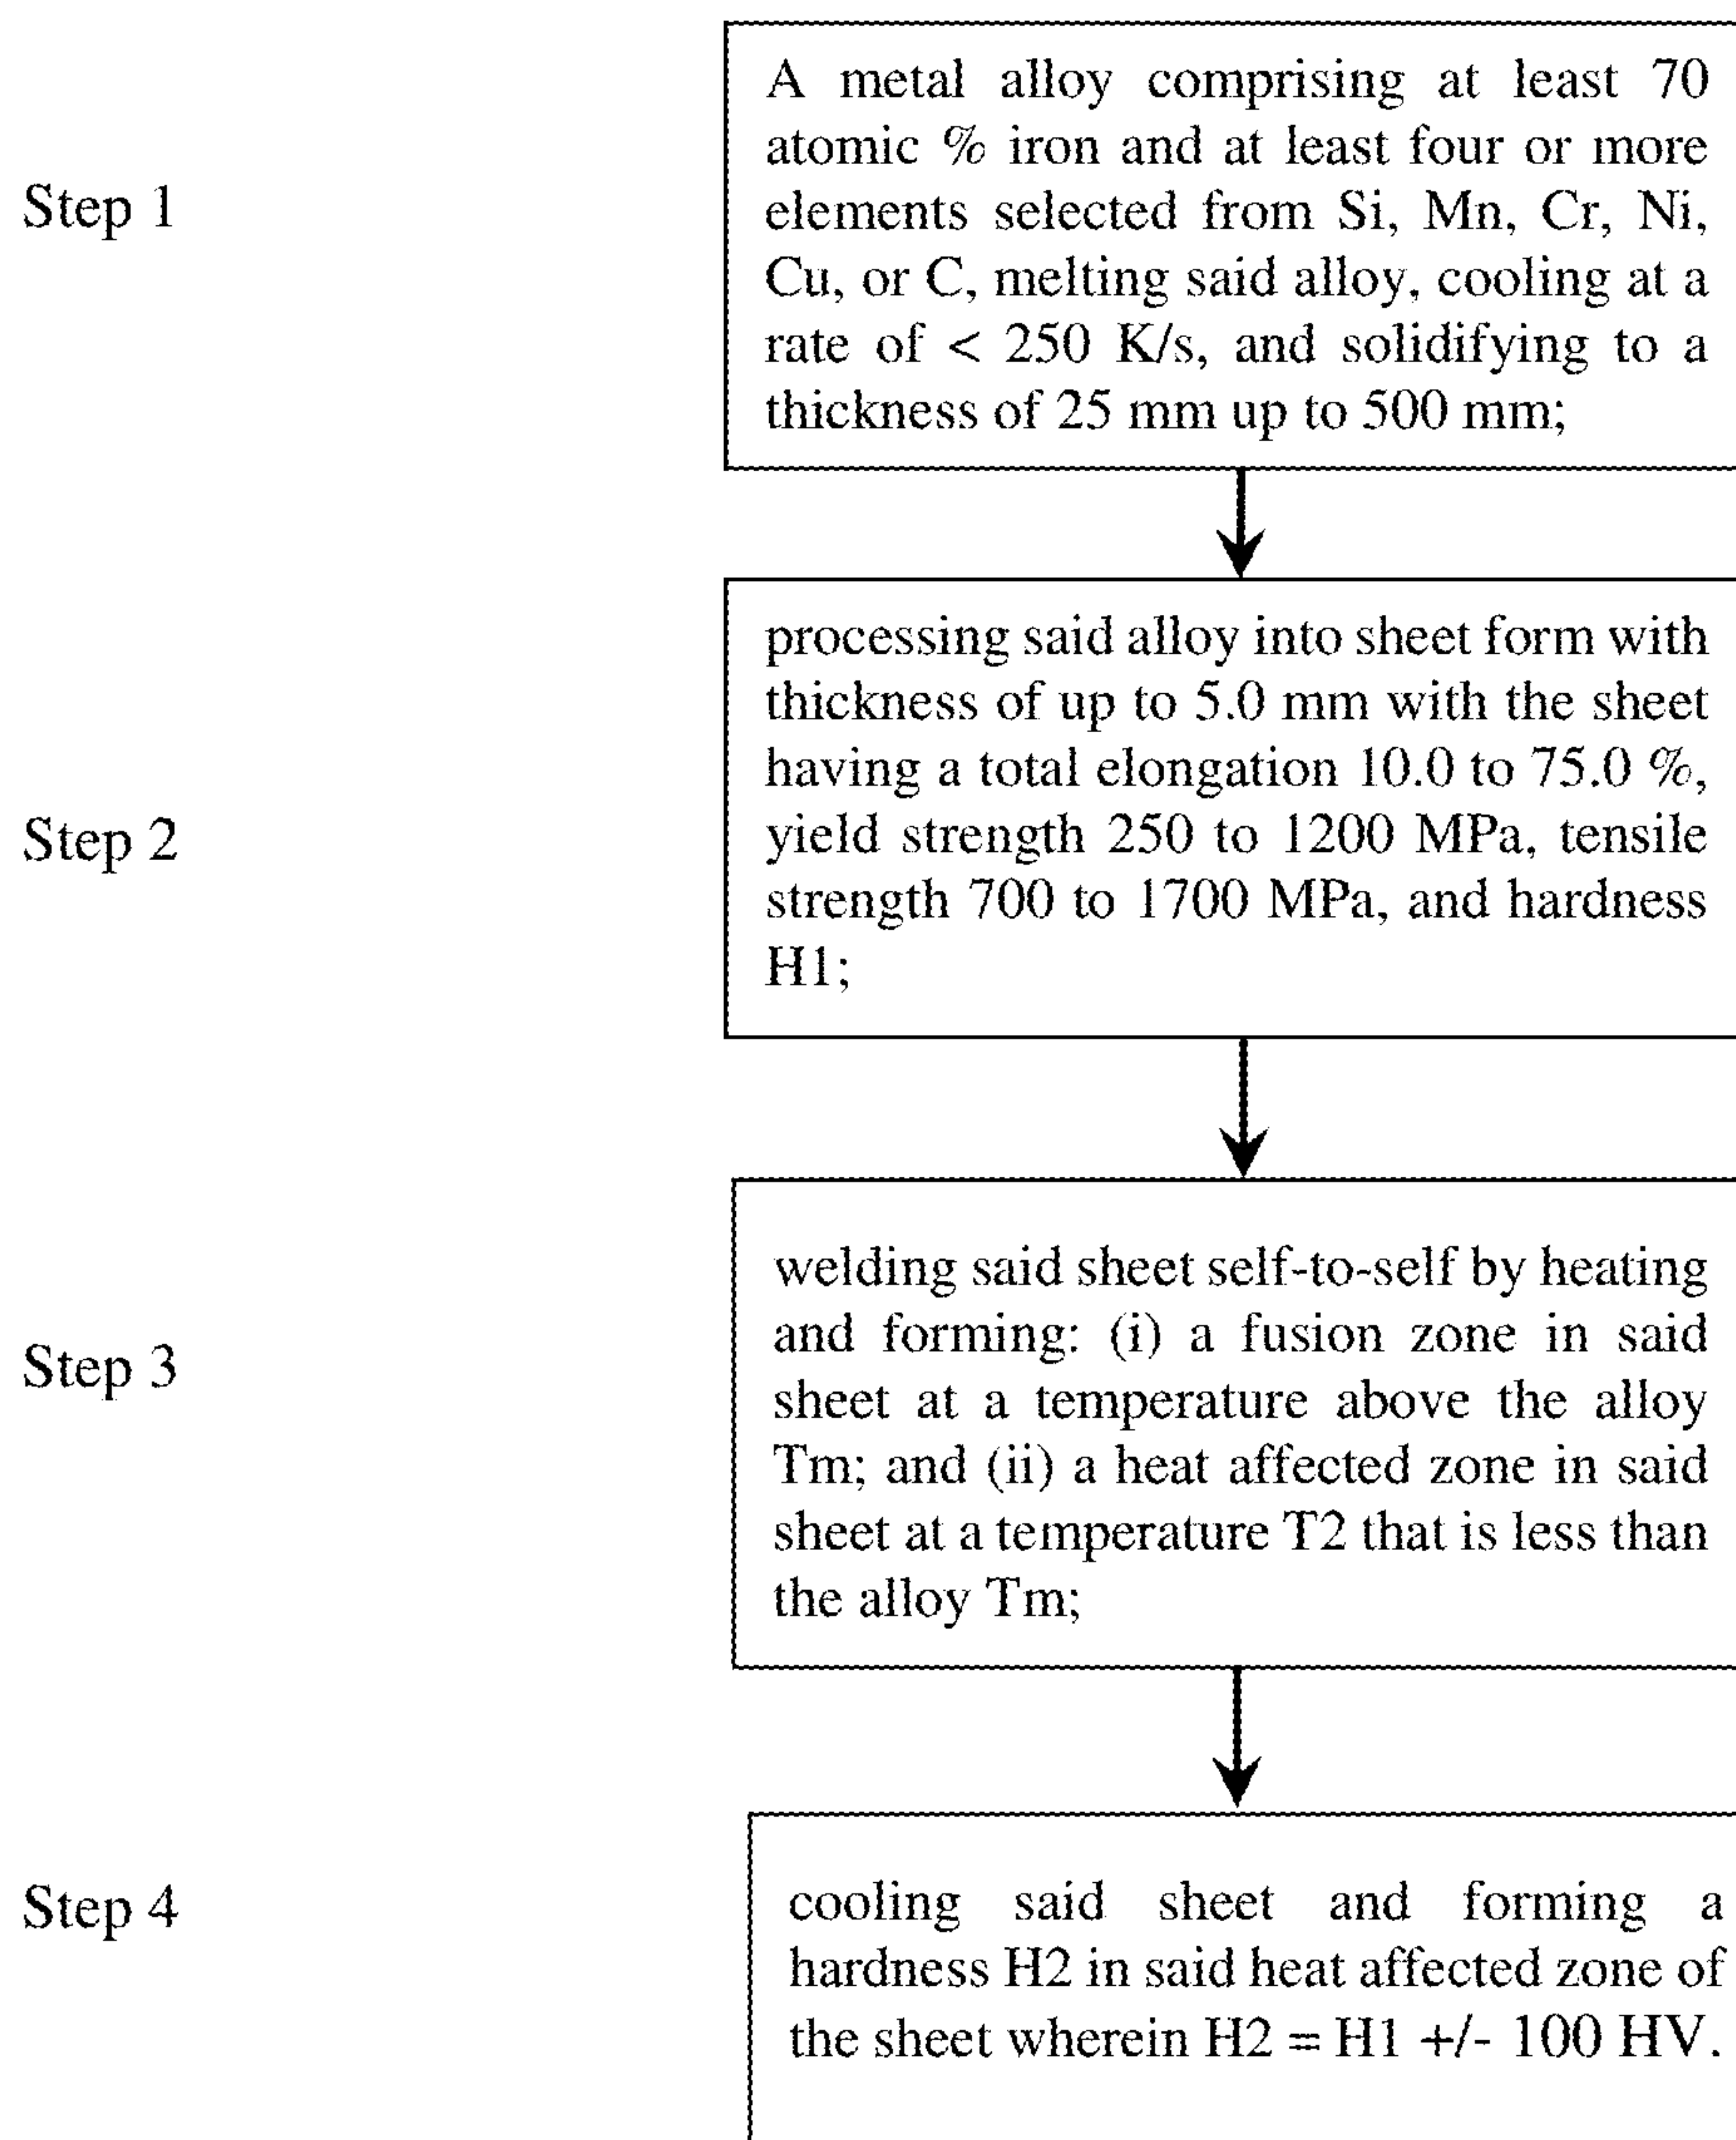 Step 1
A metal alloy comprising at least 70
atomic % iron and at least four or more
elements selected from Si, Mn, Cr, Ni,
Cu, or C, melting said alloy, cooling at a
rate of < 250 K/s, and solidifying to a
thickness of 25 mm up to 500 mm;
Step 2
processing said alloy into sheet form with
thickness of up to 5.0 mm with the sheet
having a total elongation 10.0 to 75.0 %,
yield strength 250 to 1200 MPa, tensile
strength 700 to 1700 MPa, and hardness
H1;
Step 3
welding said sheet self-to-self by heating
and forming: (i) a fusion zone in said
sheet at a temperature above the alloy
Tm; and (ii) a heat affected zone in said
sheet at a temperature T2 that is less than
the alloy Tm;
Step 4
cooling said sheet and forming a
hardness H2 in said heat affected zone of
the sheet wherein H2 = H1 +/- 100 HV.